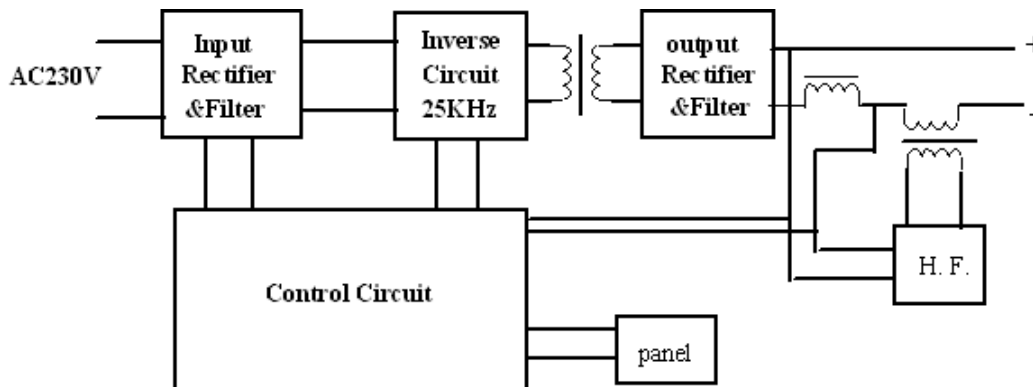 Input
Rectifier
&Filter
Inverse
Circuit
25KHz
output
Rectifier
&Filter
+
AC230V
-
H. F.
Control Circuit
panel